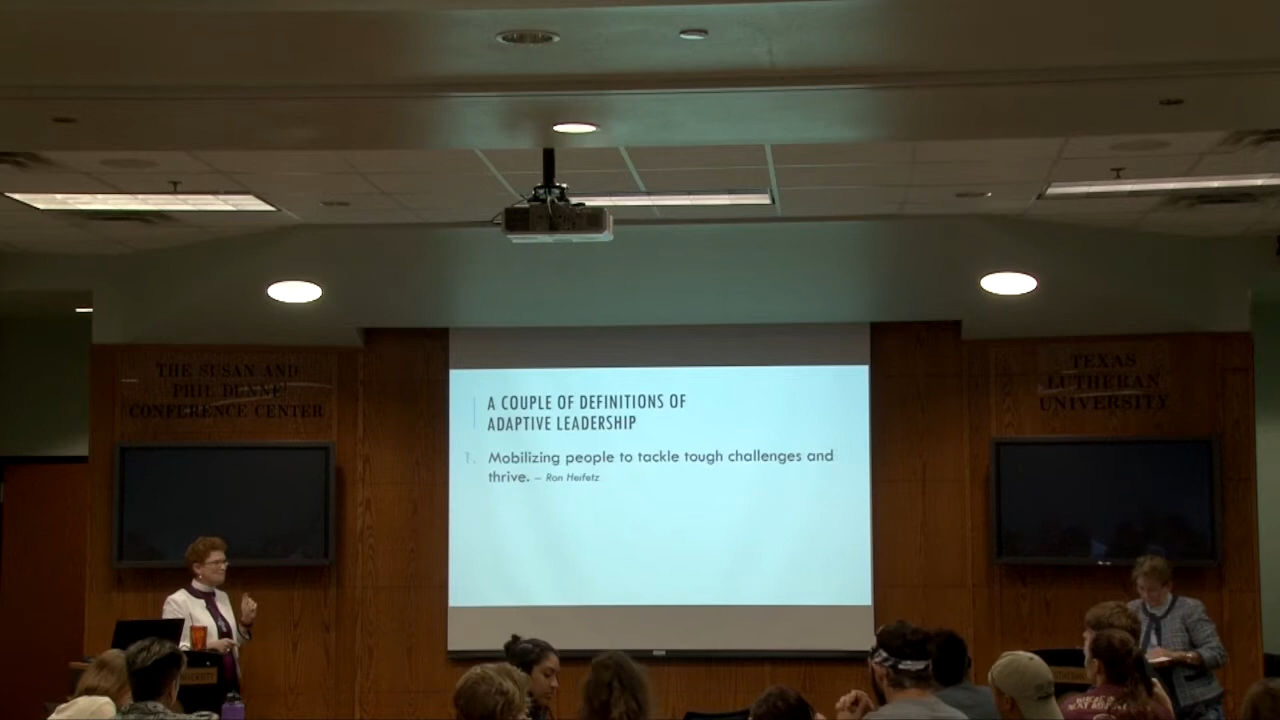 THE SUSAN AND
PHIL DUNNE
CONFERENCE CENTER
TEXAS
LUTHERAN
UNIVERSITY
A COUPLE OF DEFINITIONS OF
ADAPTIVE LEADERSHIP
1. Mobilizing people to tackle tough challenges and
thrive. – Ron Heifetz